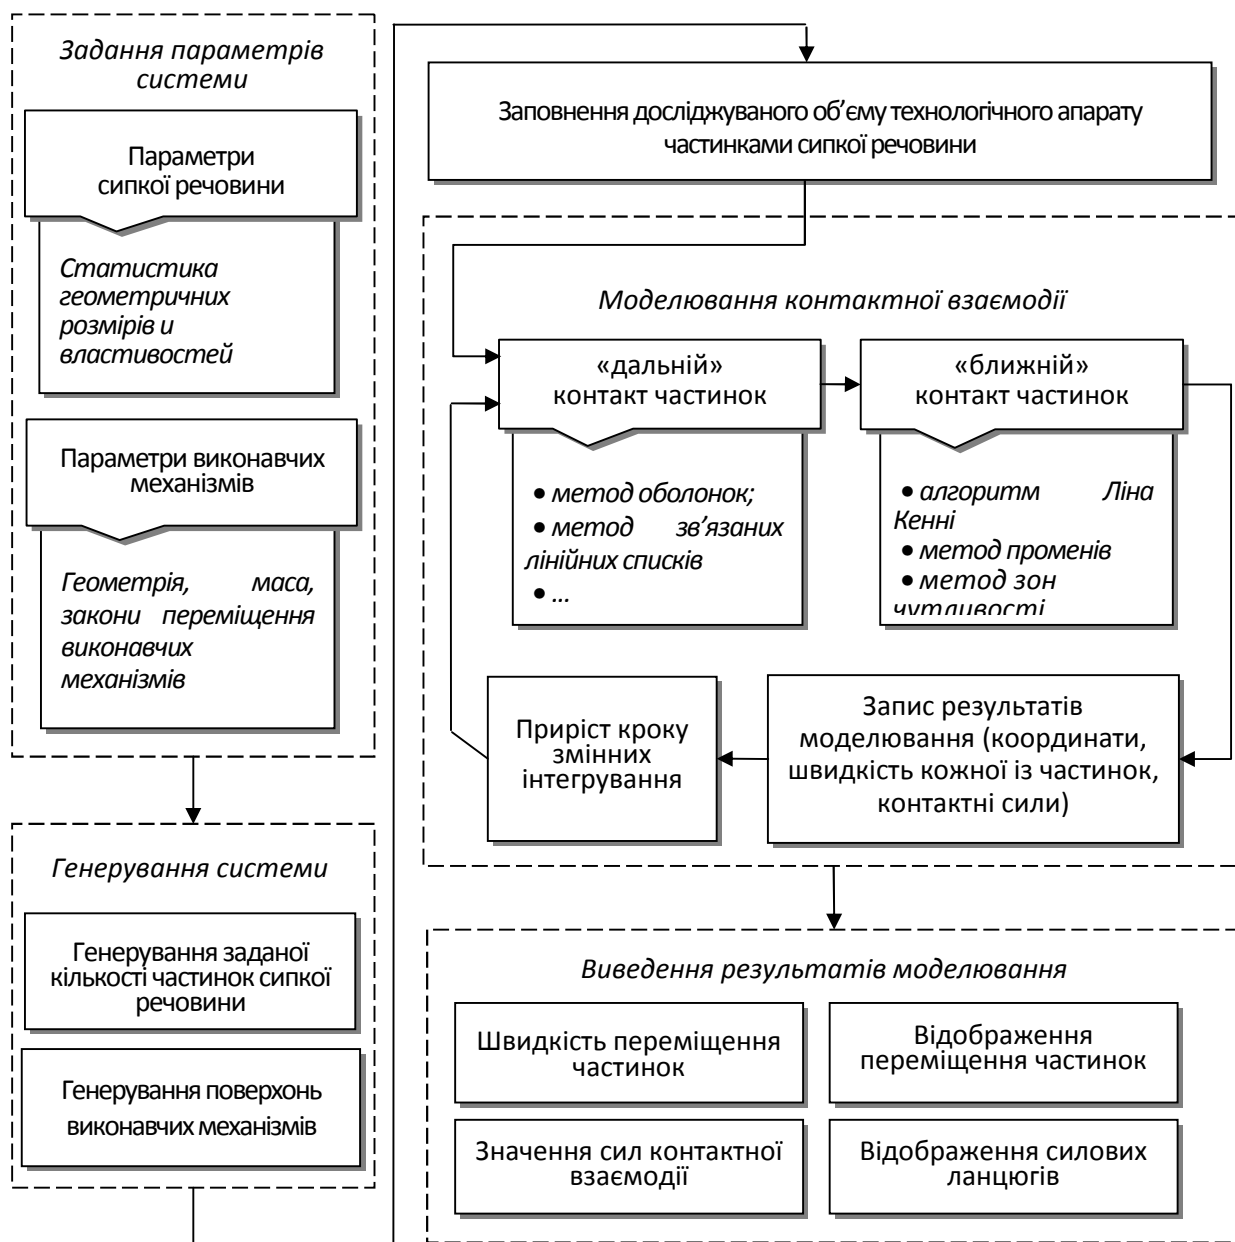 Задання параметрів
системи
Параметри
сипкої речовини
Статистика
геометричних
розмірів и
властивостей
Параметри виконавчих
механізмів
Геометрія, маса,
закони переміщення
виконавчих
механізмів
Генерування системи
Генерування заданої
кількості частинок сипкої
речовини
Генерування поверхонь
виконавчих механізмів
Заповнення досліджуваного об’єму технологічного апарату
частинками сипкої речовини
Моделювання контактної взаємодії
«дальній»
контакт частинок
• метод оболонок;
• метод зв’язаних
лінійних списків
• ...
«ближній»
контакт частинок
• алгоритм Ліна
Кенні
• метод променів
• метод зон
чутливості
Запис результатів
моделювання (координати,
швидкість кожної із частинок,
контактні сили)
Приріст кроку
змінних
інтегрування
Виведення результатів моделювання
Швидкість переміщення
частинок
Відображення
переміщення частинок
Значення сил контактної
взаємодії
Відображення силових
ланцюгів